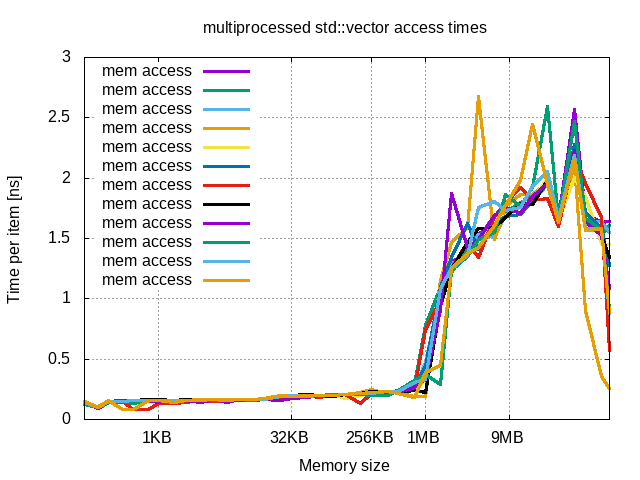 multiprocessed std::vector access times
3
2.5
2
1.5
1
0.5
0
Time per item [ns]
mem access
mem access
mem access
mem access
mem access
mem access
mem access
mem access
mem access
mem access
mem access
mem access
1KB 32KB 256KB 1MB 9MB
Memory size